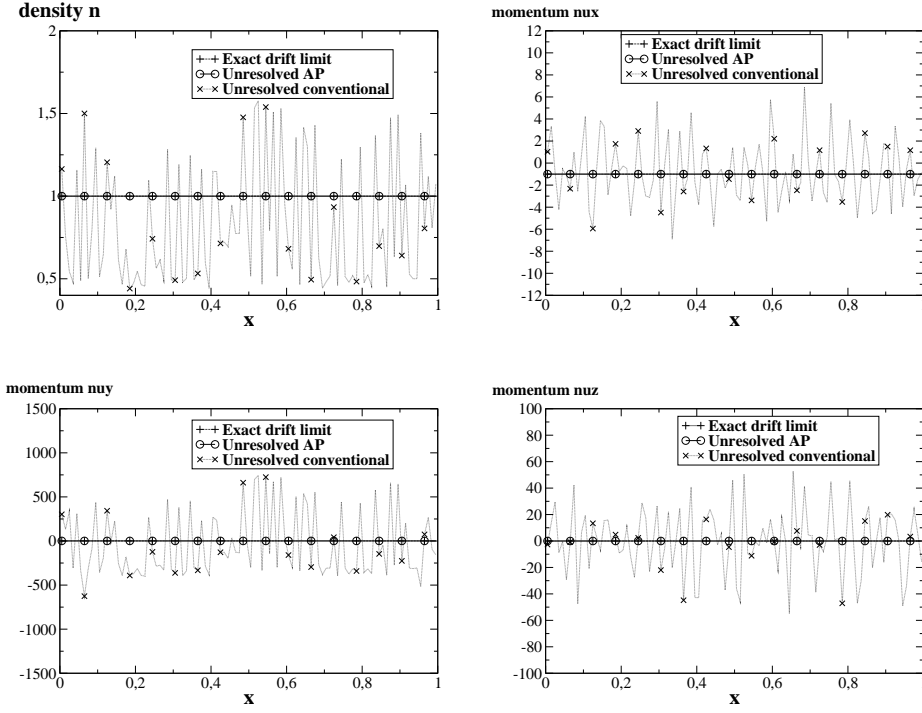 density n
2
1,5
1
0,5
0
0,2
0,4
0,6
0,8
1
x
Exact drift limit
Unresolved AP
Unresolved conventional
momentum nux
12
10
8
6
4
2
0
-2
-4
-6
-8
-10
-12
0
0,2
0,4
0,6
0,8
x
Exact drift limit
Unresolved AP
Unresolved conventional
momentum nuy
1500
1000
500
0
-500
-1000
-1500
0
0,2
0,4
0,6
0,8
1
x
Exact drift limit
Unresolved AP
Unresolved conventional
momentum nuz
100
80
60
40
20
0
-20
-40
-60
-80
-100
0
0,2
0,4
0,6
0,8
x
Exact drift limit
Unresolved AP
Unresolved conventional